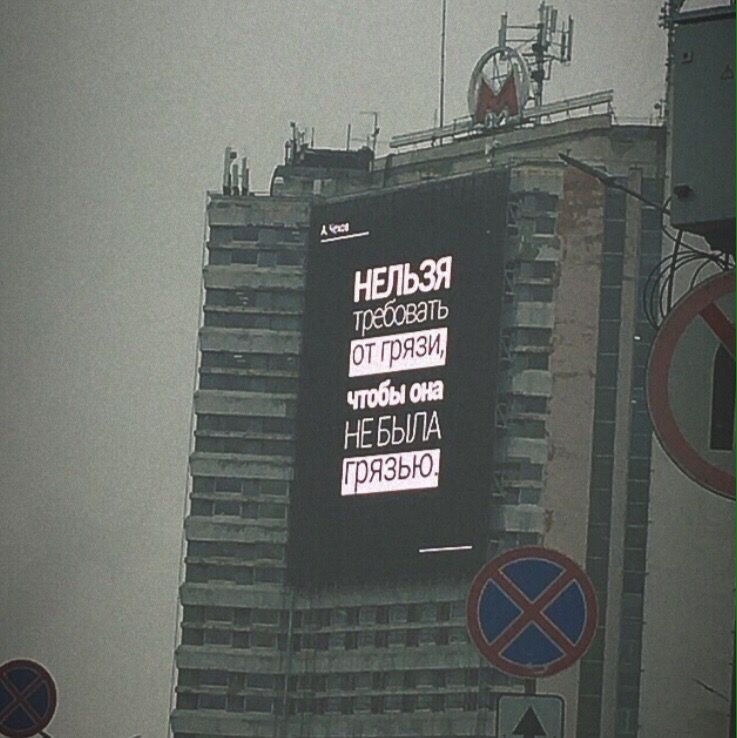 М
А. Чехов
НЕЛЬЗЯ
требовать
от грязи,
чтобы она
НЕ БЫЛА
грязью.